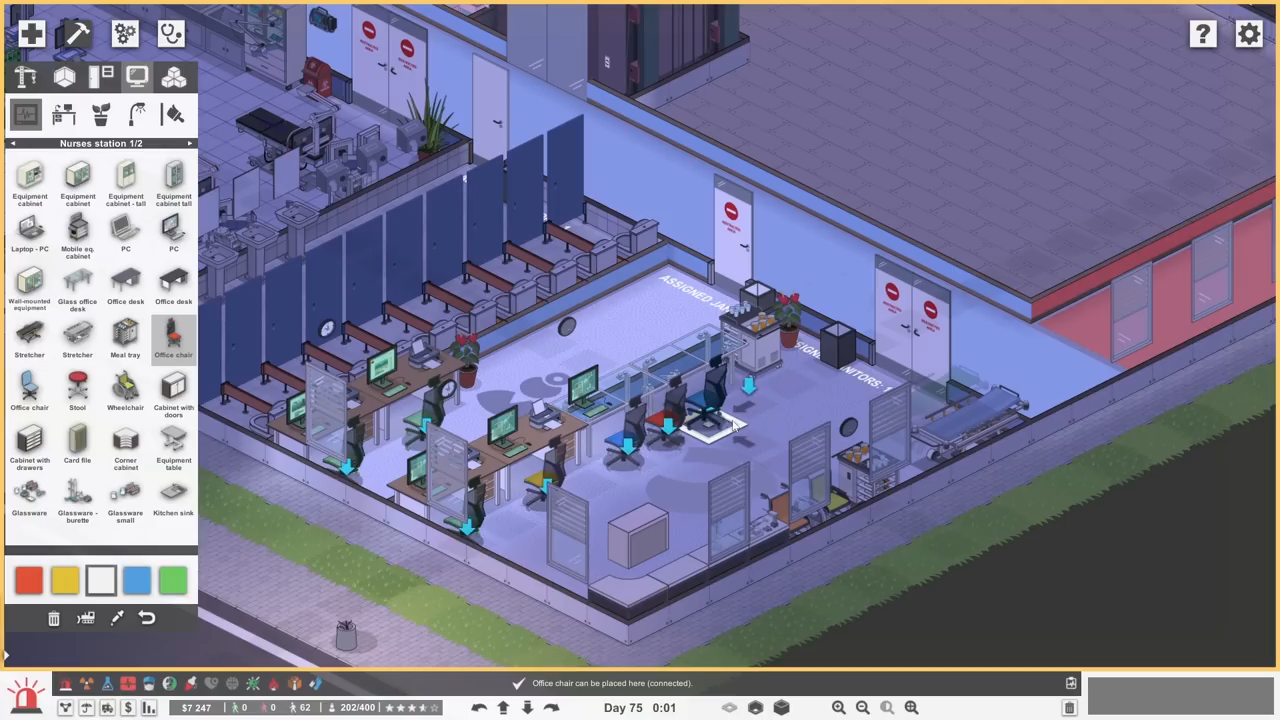 Nurses station 1/2
Equipment cabinet
Equipment cabinet
Equipment cabinet - tall
Equipment cabinet tall
Laptop - PC
Mobile eq. cabinet
PC
PC
Wall-mounted equipment
Glass office desk
Office desk
Office desk
Stretcher
Stretcher
Meal tray
Office chair
Office chair
Stool
Wheelchair
Cabinet with doors
Cabinet with drawers
Card file
Corner cabinet
Equipment table
Glassware
Glassware - burette
Glassware small
Kitchen sink
ASSIGNED JAN
NITORS: 1
Office chair can be placed here (connected).
$7 247
0
0
62
202/400
Day 75 0:01